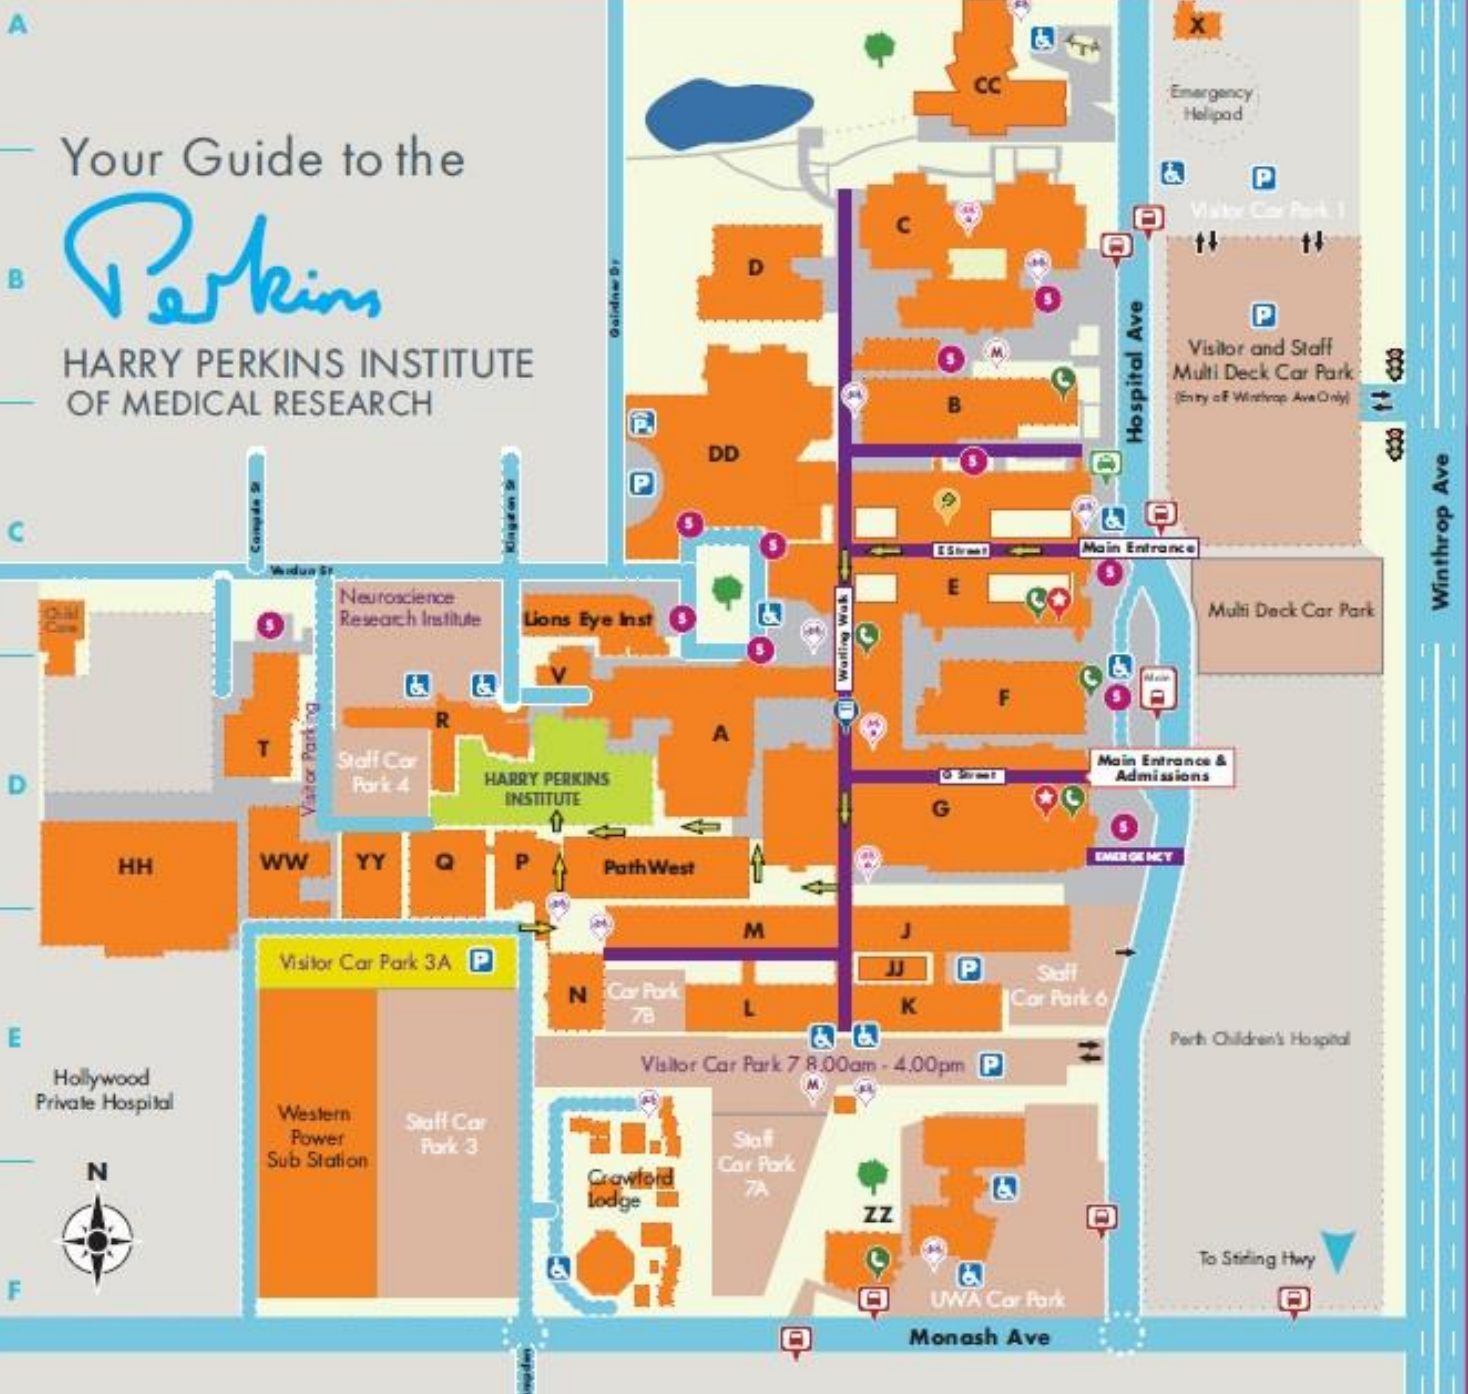 A
X
CC
Emergency
Helipad
Your Guide to the
Perkins
HARRY PERKINS INSTITUTE
OF MEDICAL RESEARCH
P
Visitor Car Park 1
B
C
D
Gairdner Dr
S
Hospital Ave
P
Visitor and Staff
Multi Deck Car Park
(Entry off Winthrop Ave Only)
S
M
B
P
DD
P
S
Winthrop Ave
C
Kingston St
S
S
E Street
Main Entrance
S
Verdun St
Child
Care
Neuroscience
Research Institute
Lions Eye Inst
E
Multi Deck Car Park
S
S
S
Watling Walk
V
F
S
Main
R
T
A
Visitor Parking
Staff Car
Park 4
HARRY PERKINS
INSTITUTE
D
G Street
Main Entrance &
Admissions
G
S
EMERGENCY
HH
WW
YY
Q
P
PathWest
M
J
Visitor Car Park 3A
P
JJ
P
Staff
Car Park 6
N
Car Park
7B
L
K
E
Perth Children's Hospital
Visitor Car Park 7 8.00am - 4.00pm
P
Hollywood
Private Hospital
M
Western
Power
Sub Station
Staff Car
Park 3
Staff
Car Park
7A
Crawford
Lodge
N
ZZ
To Stirling Hwy
F
UWA Car Park
Monash Ave